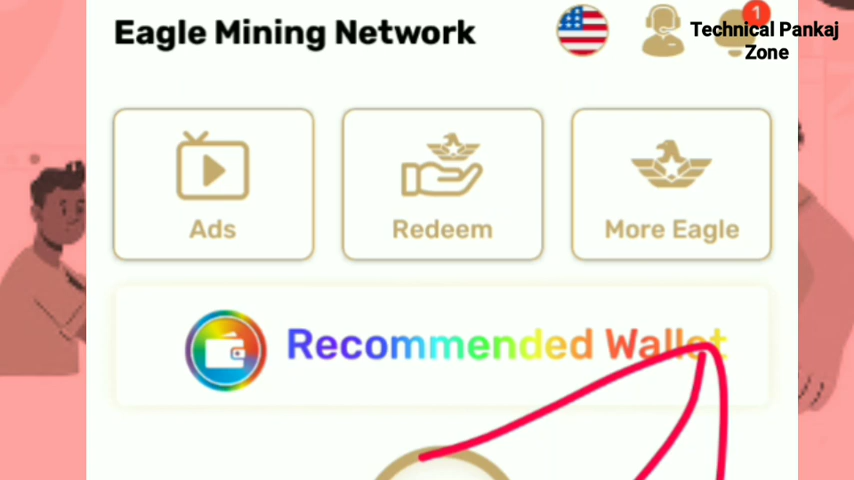 Eagle Mining Network
1
Technical Pankaj
Zone
Ads
Redeem
More Eagle
Recommended Wallet